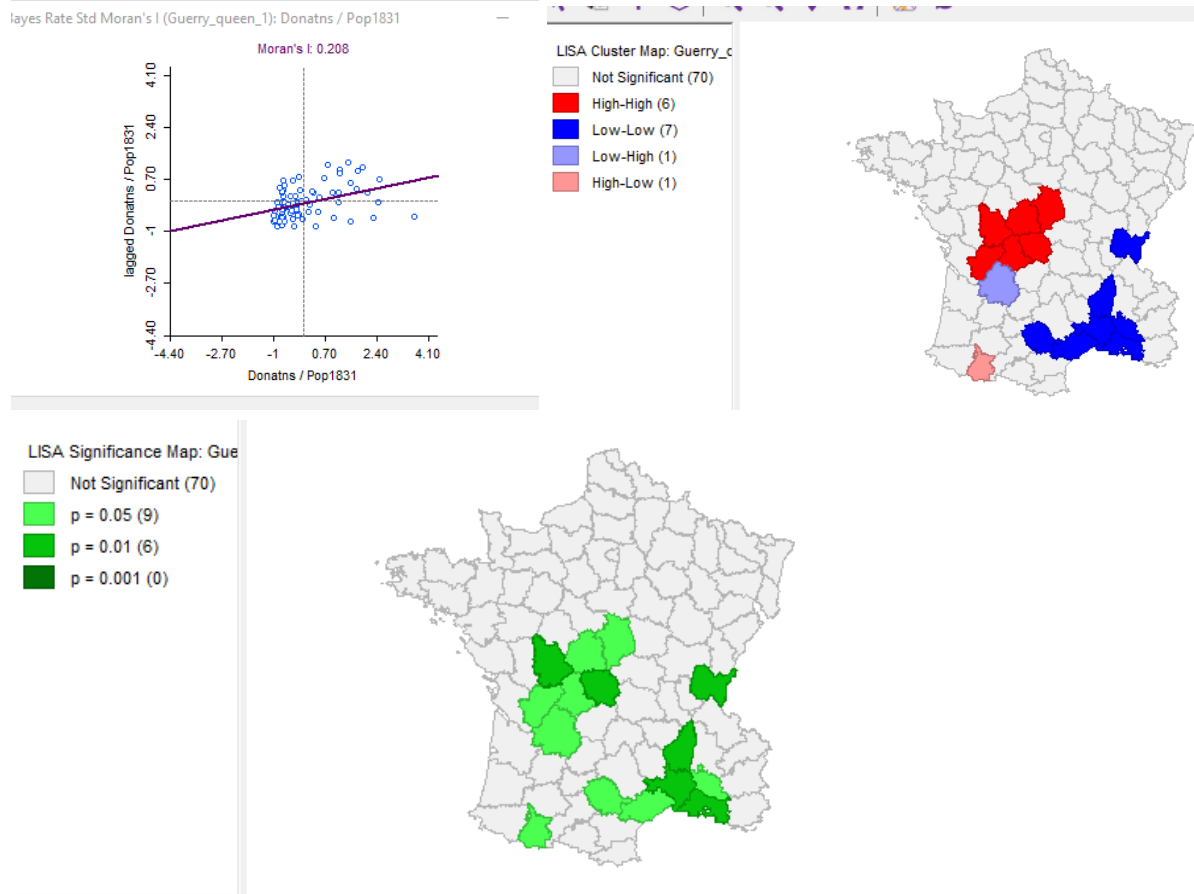 Bayes Rate Std Moran's I (Guerry_queen_1): Donatns / Pop1831
Moran's I: 0.208
4.10
2.40
0.70
-1
-2.70
-4.40
lagged Donatns / Pop1831
-4.40 -2.70 -1 0.70 2.40 4.10
Donatns / Pop1831
LISA Cluster Map: Guerry_
Not Significant (70)
High-High (6)
Low-Low (7)
Low-High (1)
High-Low (1)
LISA Significance Map: Gue
Not Significant (70)
p = 0.05 (9)
p = 0.01 (6)
p = 0.001 (0)